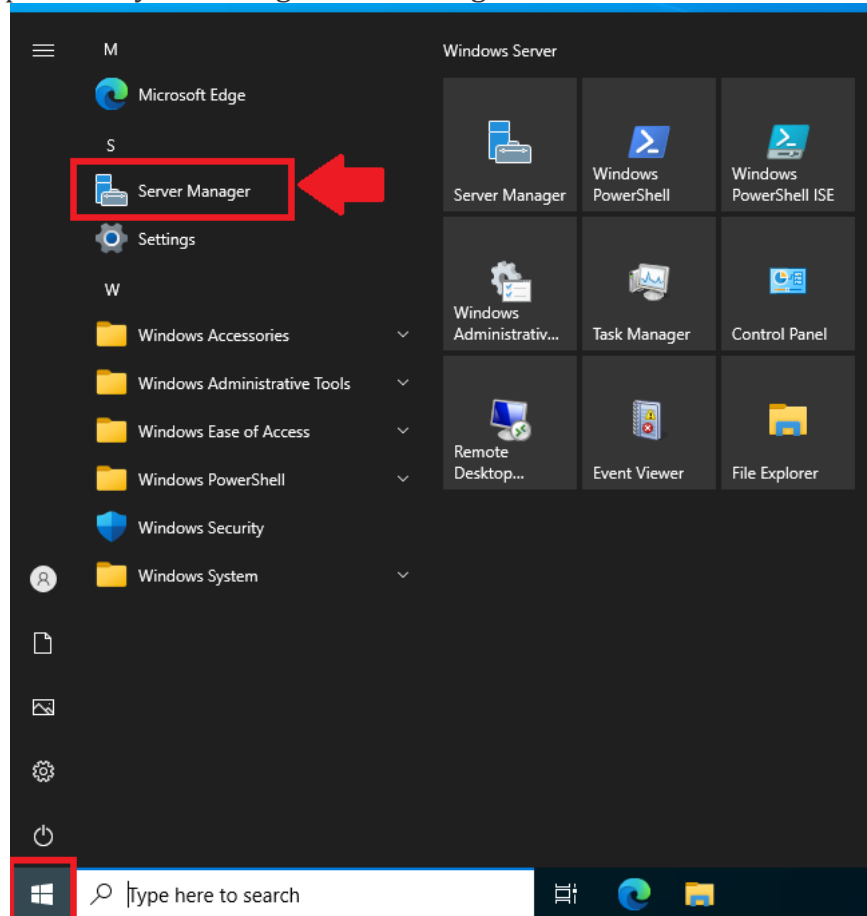 M
Microsoft Edge
S
Server Manager
Settings
W
Windows Accessories
Windows Administrative Tools
Windows Ease of Access
Windows PowerShell
Windows Security
Windows System
Windows Server
Server Manager
Windows
PowerShell
Windows
PowerShell ISE
Windows
Administrativ...
Task Manager
Control Panel
Remote
Desktop...
Event Viewer
File Explorer
Type here to search